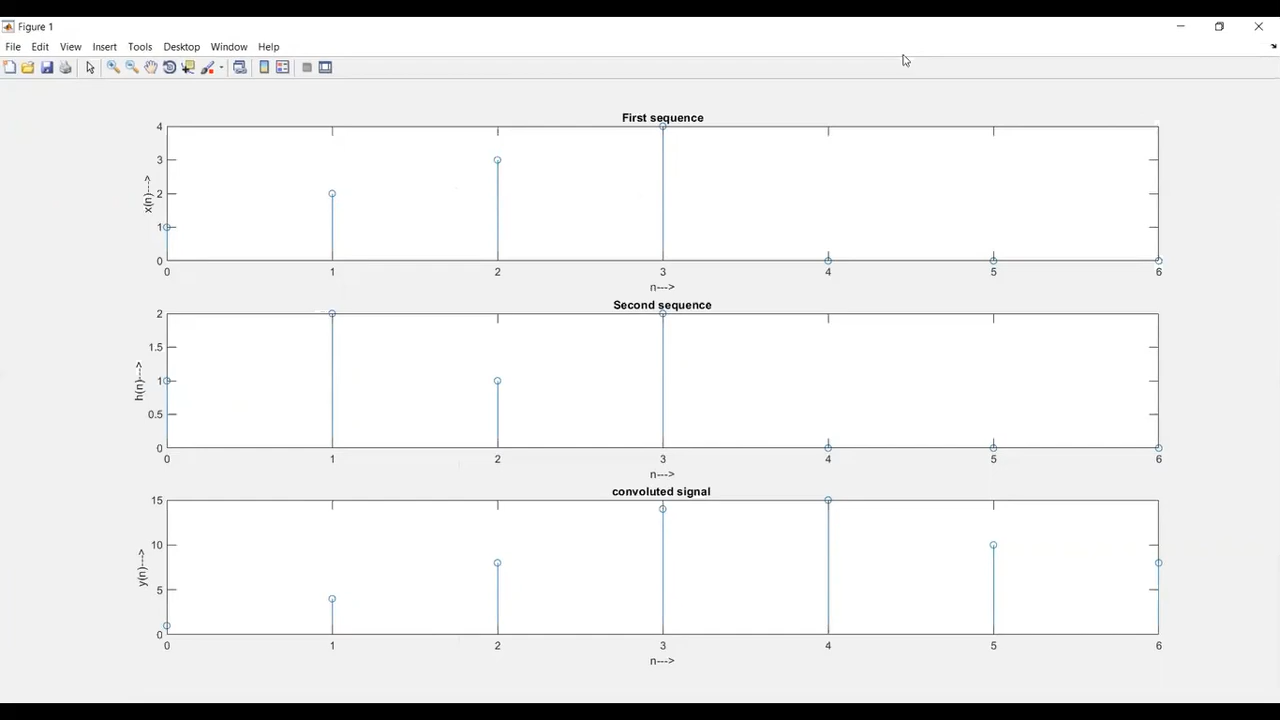 Figure 1
File Edit View Insert Tools Desktop Window Help
First sequence
4
3
2
1
0
x(n)--->
0 1 2 3 4 5 6
n--->
Second sequence
2
1.5
1
0.5
0
h(n)--->
0 1 2 3 4 5 6
n--->
convoluted signal
15
10
5
0
y(n)--->
0 1 2 3 4 5 6
n--->